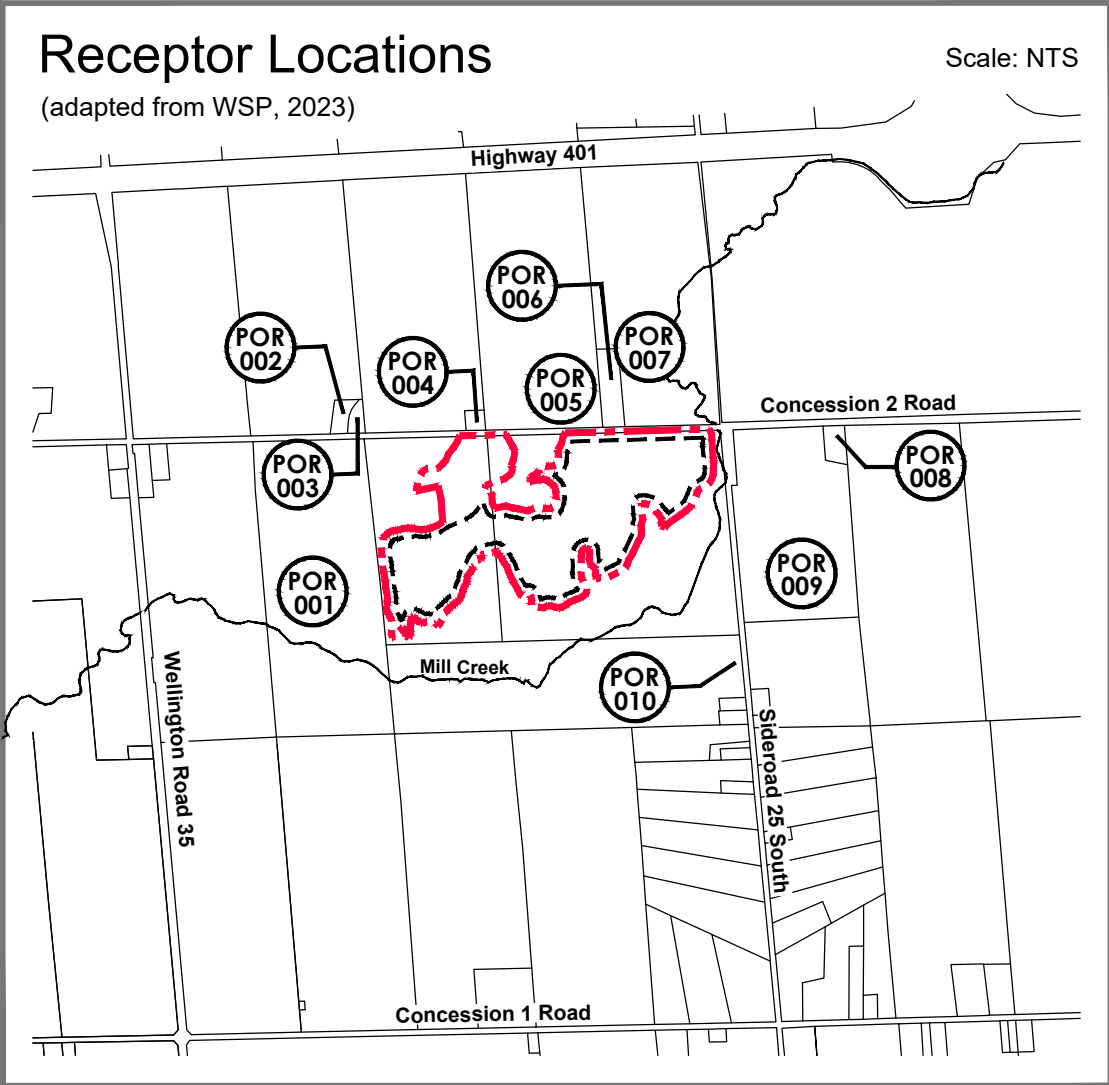 Receptor Locations
Scale: NTS
(adapted from WSP, 2023)
Highway 401
POR
006
POR
002
POR
004
POR
005
POR
007
Concession 2 Road
POR
003
POR
008
POR
001
POR
009
Mill Creek
POR
010
Wellington Road 35
Sideroad 25 South
Concession 1 Road